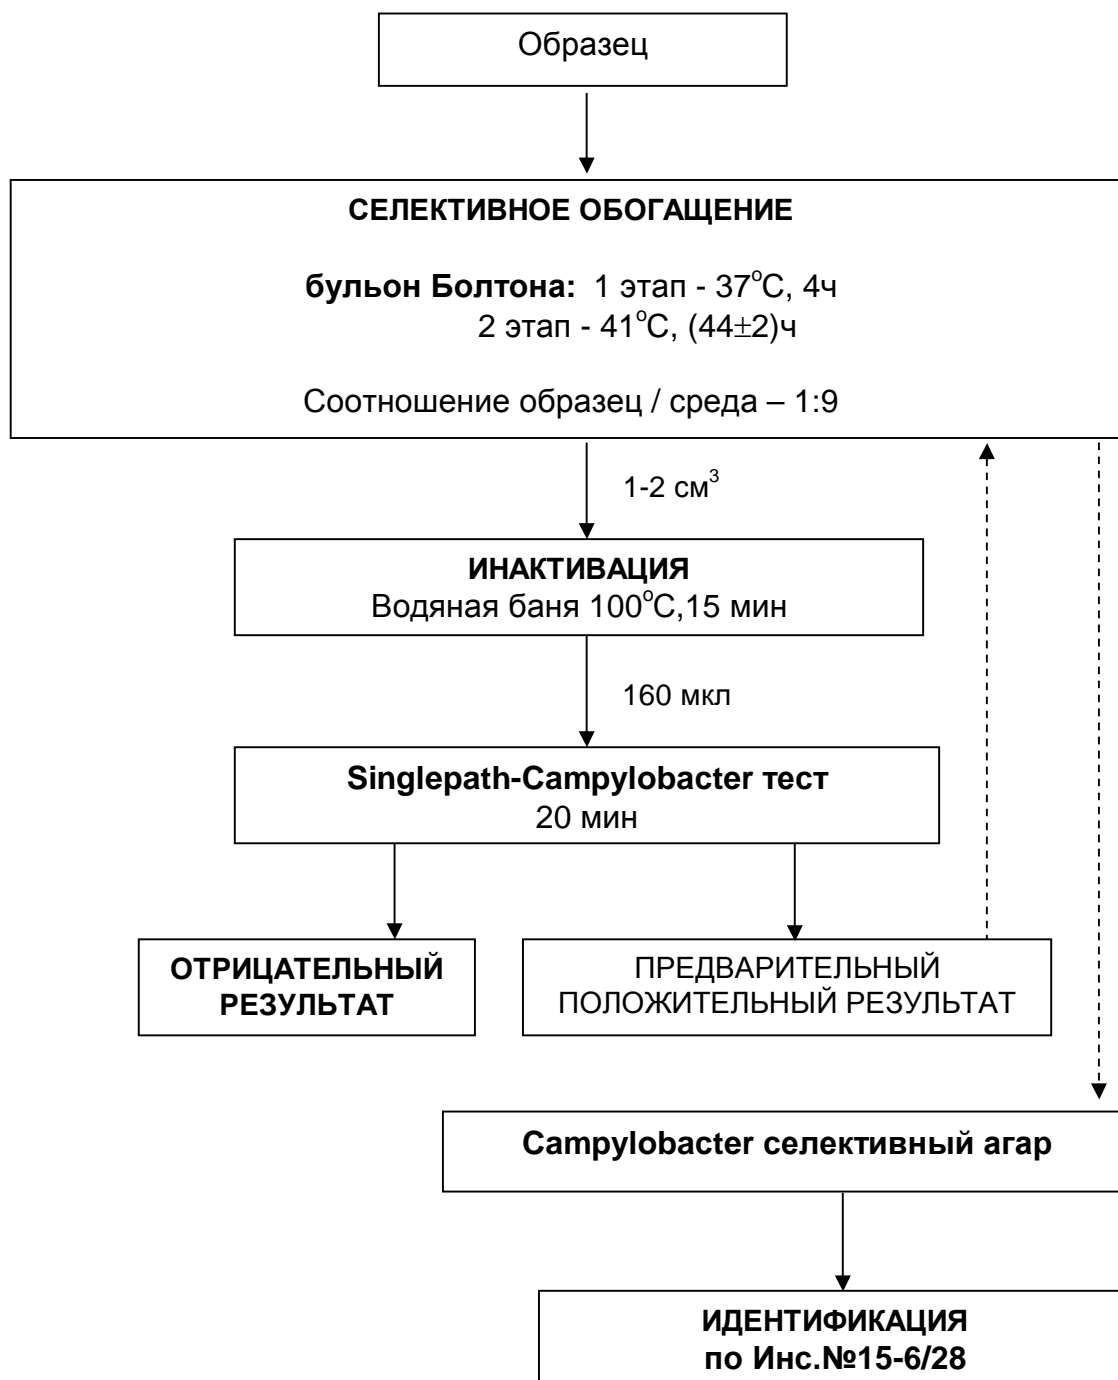 Образец
СЕЛЕКТИВНОЕ ОБОГАЩЕНИЕ
бульон Болтона: 1 этап - 37°С, 4ч
2 этап - 41°С, (44±2)ч
Соотношение образец / среда – 1:9
1-2 см³
ИНАКТИВАЦИЯ
Водяная баня 100°С,15 мин
160 мкл
Singlepath-Campylobacter тест
20 мин
ОТРИЦАТЕЛЬНЫЙ
РЕЗУЛЬТАТ
ПРЕДВАРИТЕЛЬНЫЙ
ПОЛОЖИТЕЛЬНЫЙ РЕЗУЛЬТАТ
Campylobacter селективный агар
ИДЕНТИФИКАЦИЯ
по Инс.№15-6/28